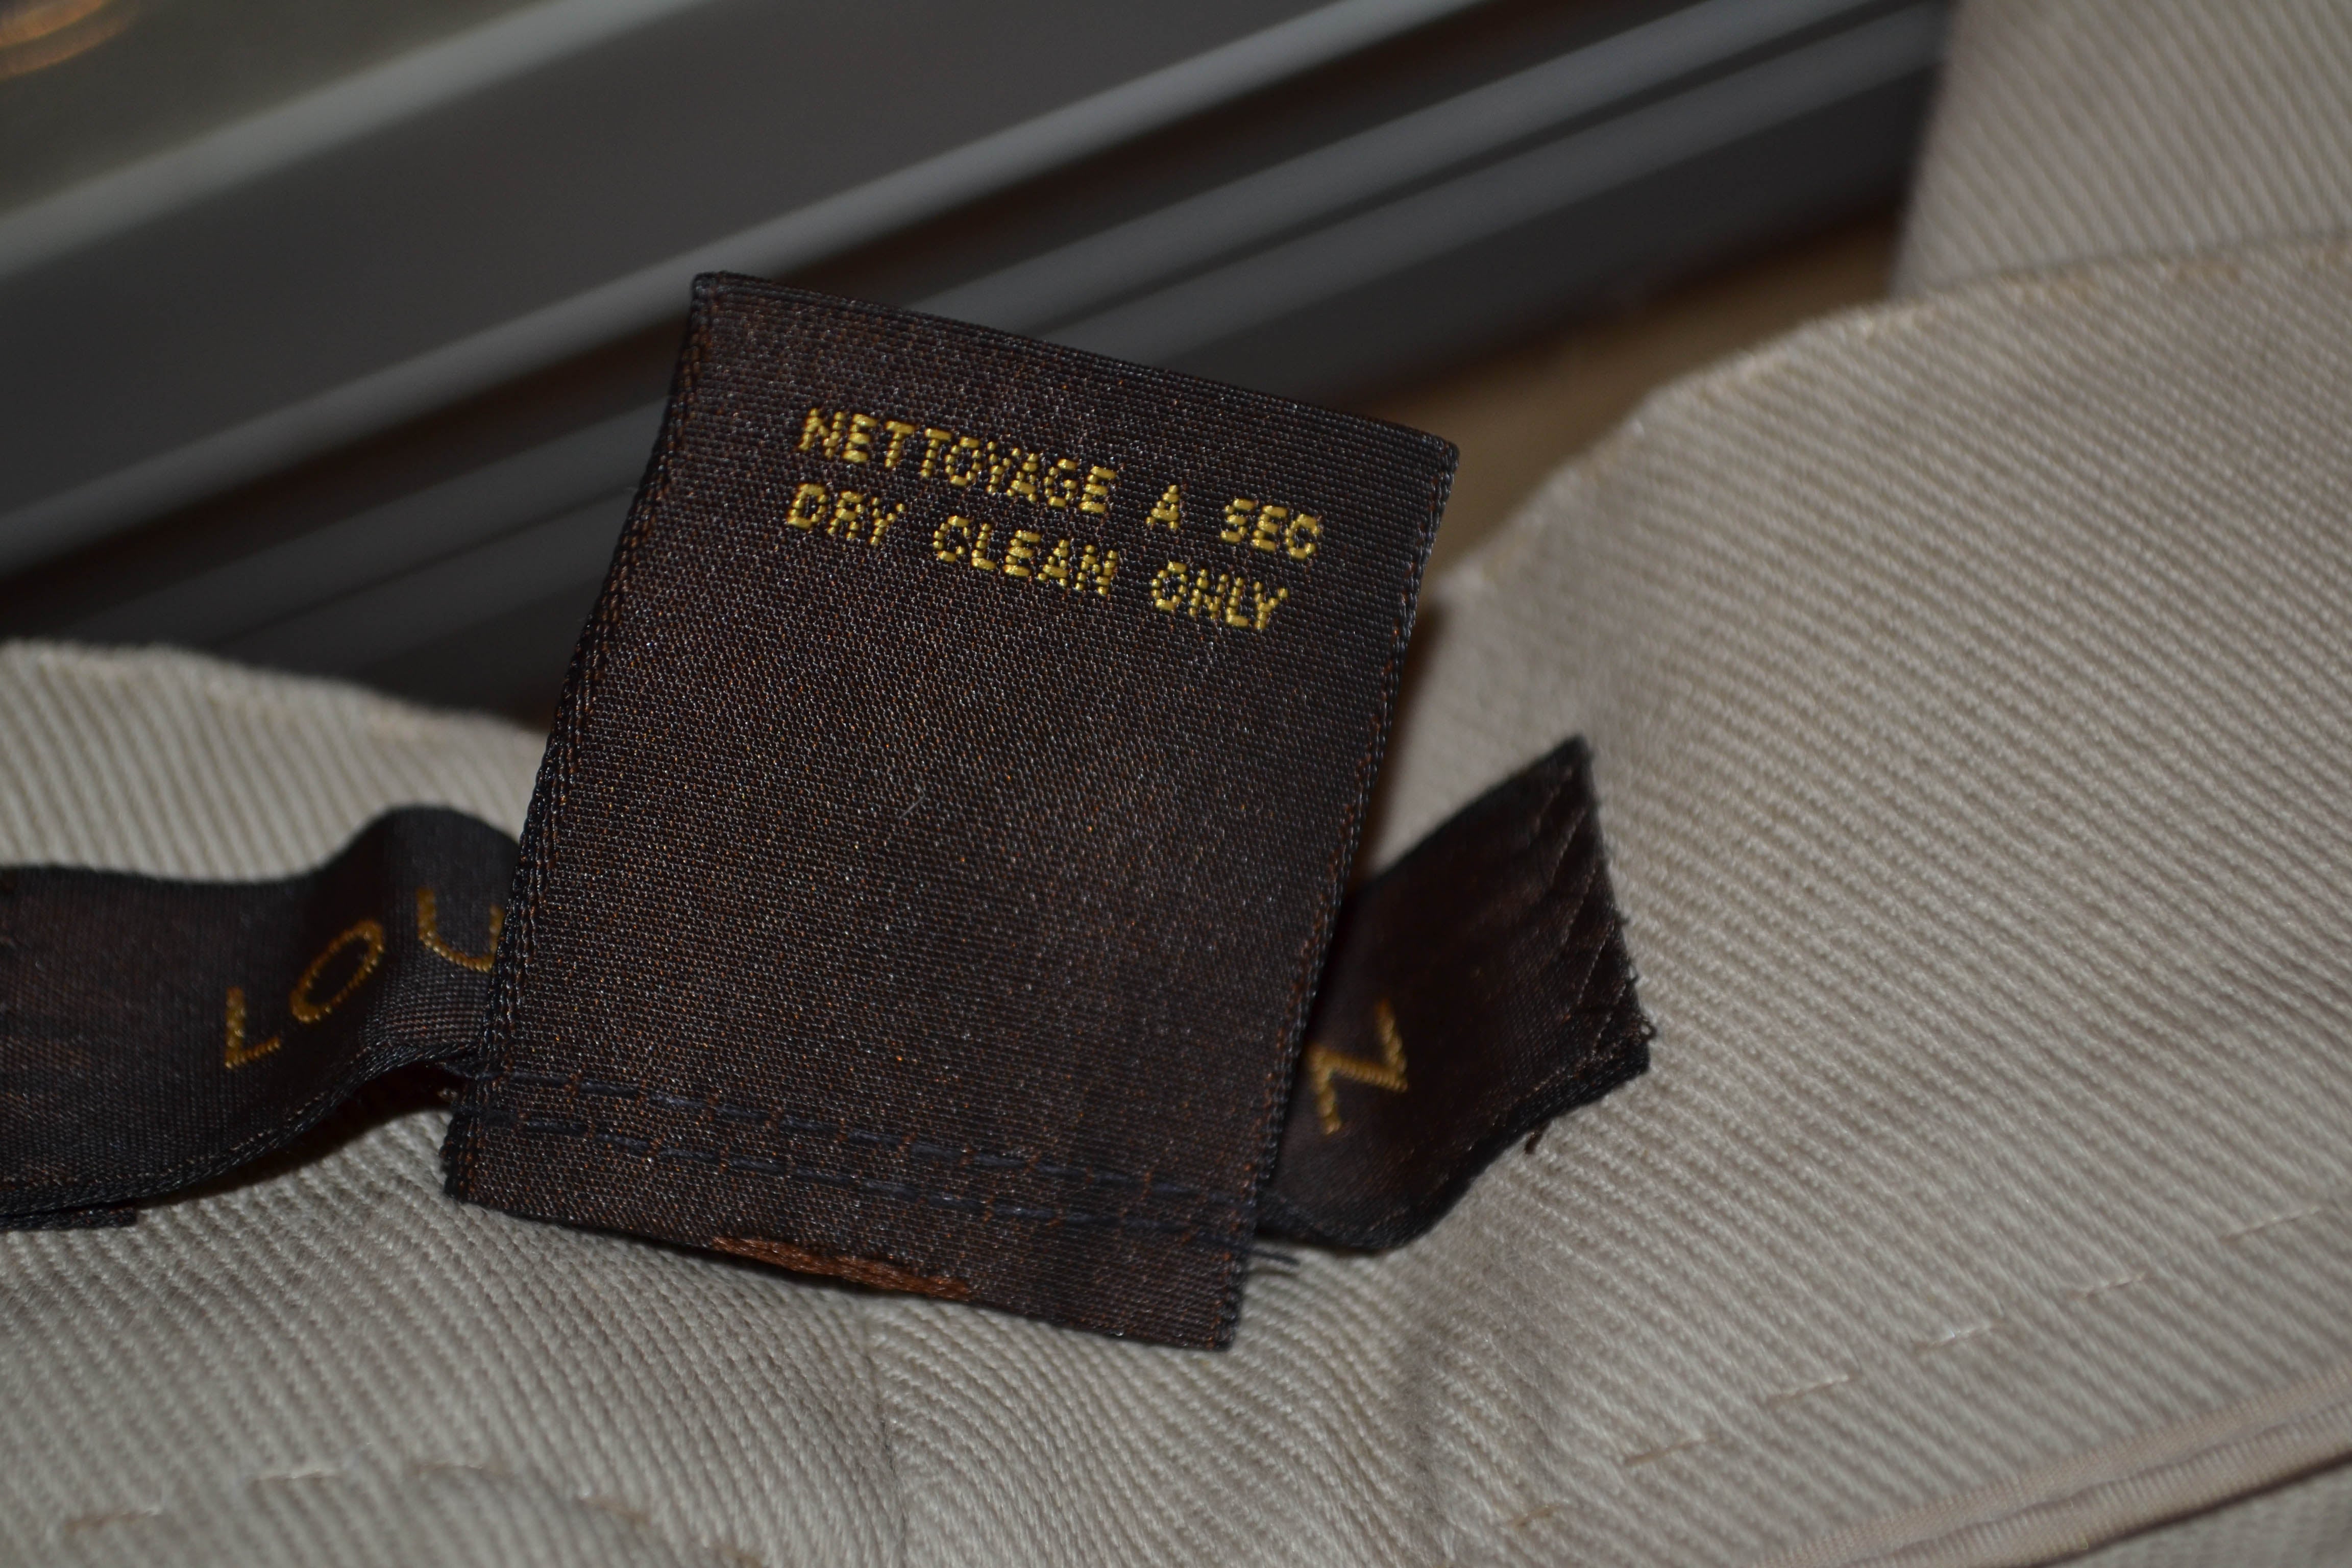 NETTOYAGE A SEC
DRY CLEAN ONLY
LOU
N